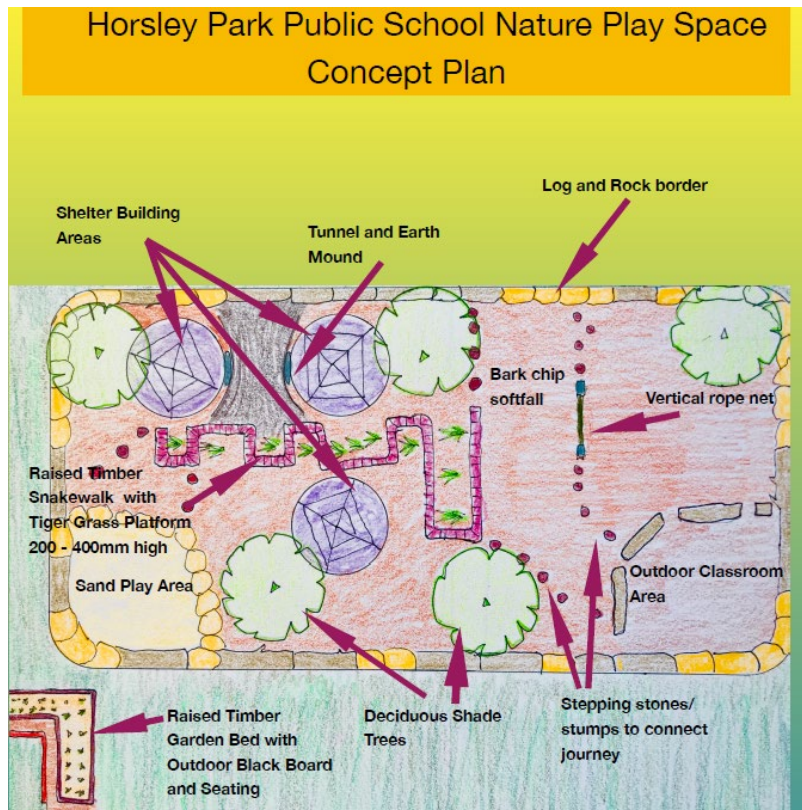 Horsley Park Public School Nature Play Space
Concept Plan
Log and Rock border
Shelter Building
Areas
Tunnel and Earth
Mound
Bark chip
softfall
Vertical rope net
Raised Timber
Snakewalk with
Tiger Grass Platform
200 - 400mm high
Sand Play Area
Outdoor Classroom
Area
Raised Timber
Garden Bed with
Outdoor Black Board
and Seating
Deciduous Shade
Trees
Stepping stones/
stumps to connect
journey